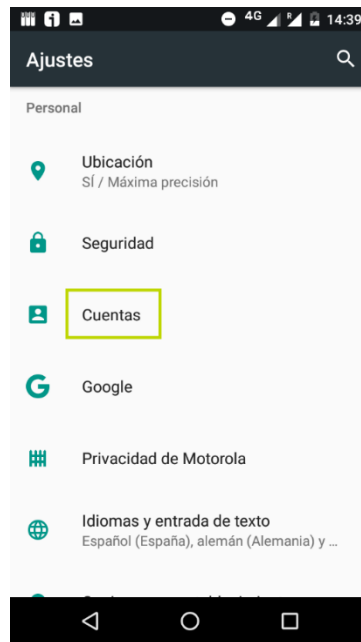 4G R 14:39
Ajustes
Personal
Ubicación
SÍ / Máxima precisión
Seguridad
Cuentas
Google
Privacidad de Motorola
Idiomas y entrada de texto
Español (España), alemán (Alemania) y ...